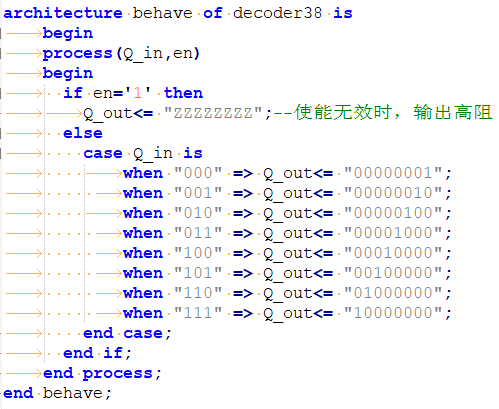 architecture behave of decoder38 is
begin
process(Q_in,en)
begin
if en='1' then
Q_out<= "ZZZZZZZZ";--使能无效时，输出高阻
else
case Q_in is
when "000" => Q_out<= "00000001";
when "001" => Q_out<= "00000010";
when "010" => Q_out<= "00000100";
when "011" => Q_out<= "00001000";
when "100" => Q_out<= "00010000";
when "101" => Q_out<= "00100000";
when "110" => Q_out<= "01000000";
when "111" => Q_out<= "10000000";
end case;
end if;
end process;
end behave;